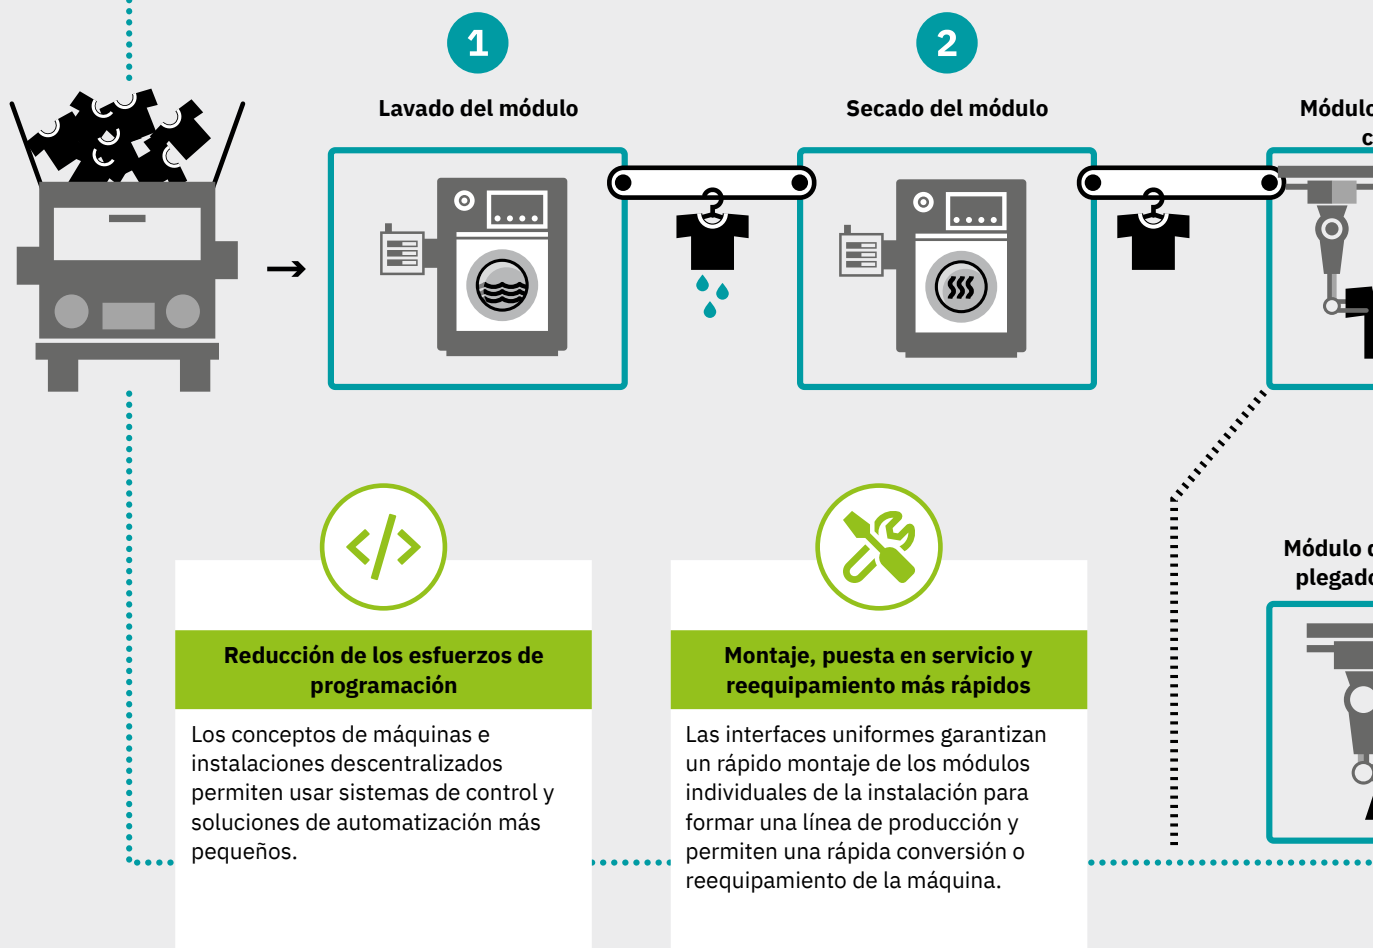 1
2
Lavado del módulo
Secado del módulo
Módulo
Reducción de los esfuerzos de
programación
Los conceptos de máquinas e
instalaciones descentralizados
permiten usar sistemas de control y
soluciones de automatización más
pequeños.
Montaje, puesta en servicio y
reequipamiento más rápidos
Las interfaces uniformes garantizan
un rápido montaje de los módulos
individuales de la instalación para
formar una línea de producción y
permiten una rápida conversión o
reequipamiento de la máquina.
Módulo
plegado